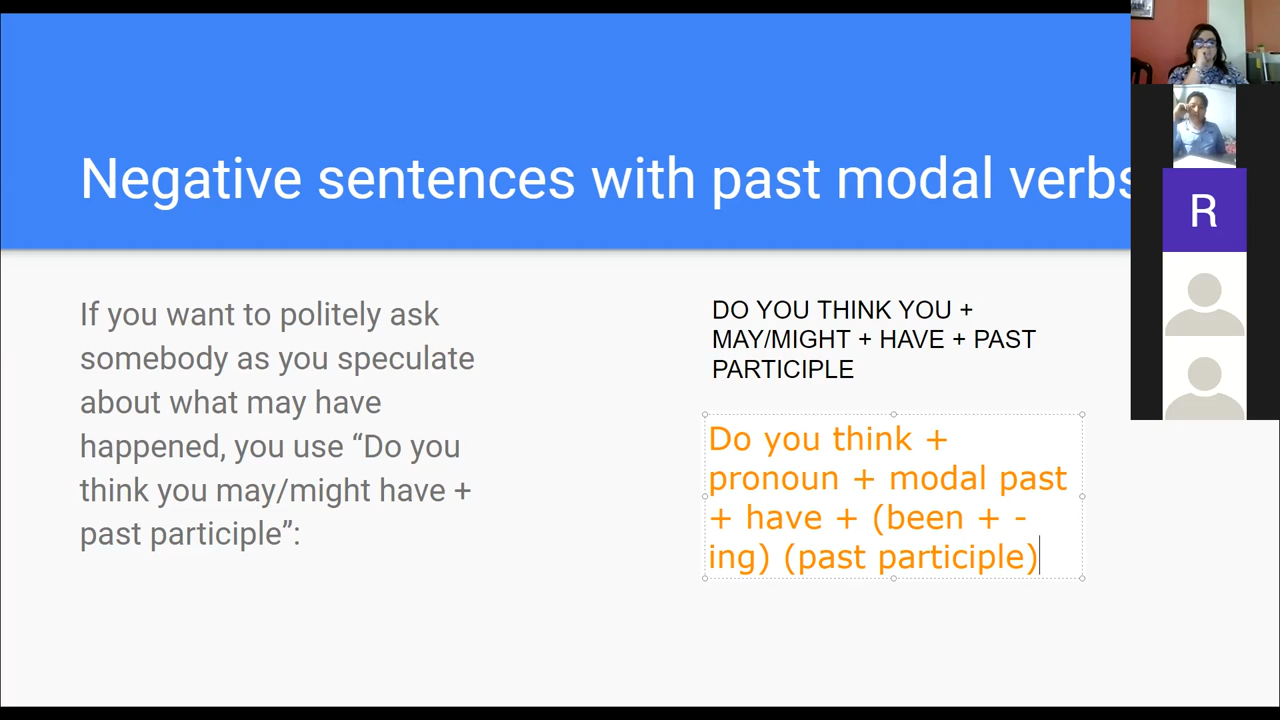 Negative sentences with past modal verbs
If you want to politely ask
somebody as you speculate
about what may have
happened, you use “Do you
think you may/might have +
past participle”:
DO YOU THINK YOU +
MAY/MIGHT + HAVE + PAST
PARTICIPLE
Do you think +
pronoun + modal past
+ have + (been + -
ing) (past participle)
R